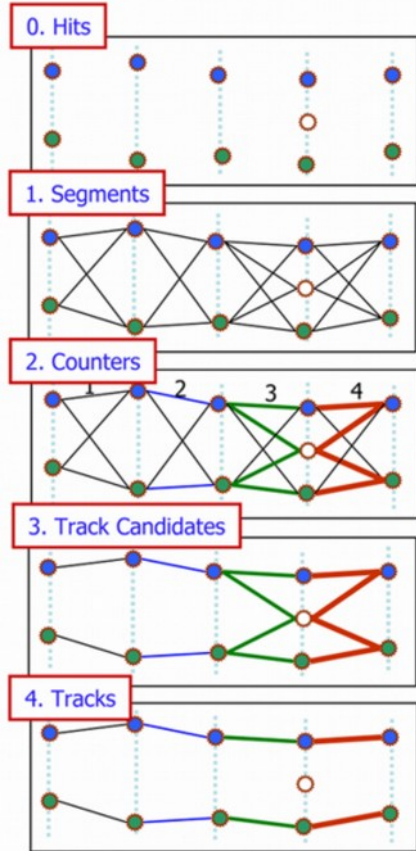 0. Hits
1. Segments
2. Counters
1 2 3 4
3. Track Candidates
4. Tracks